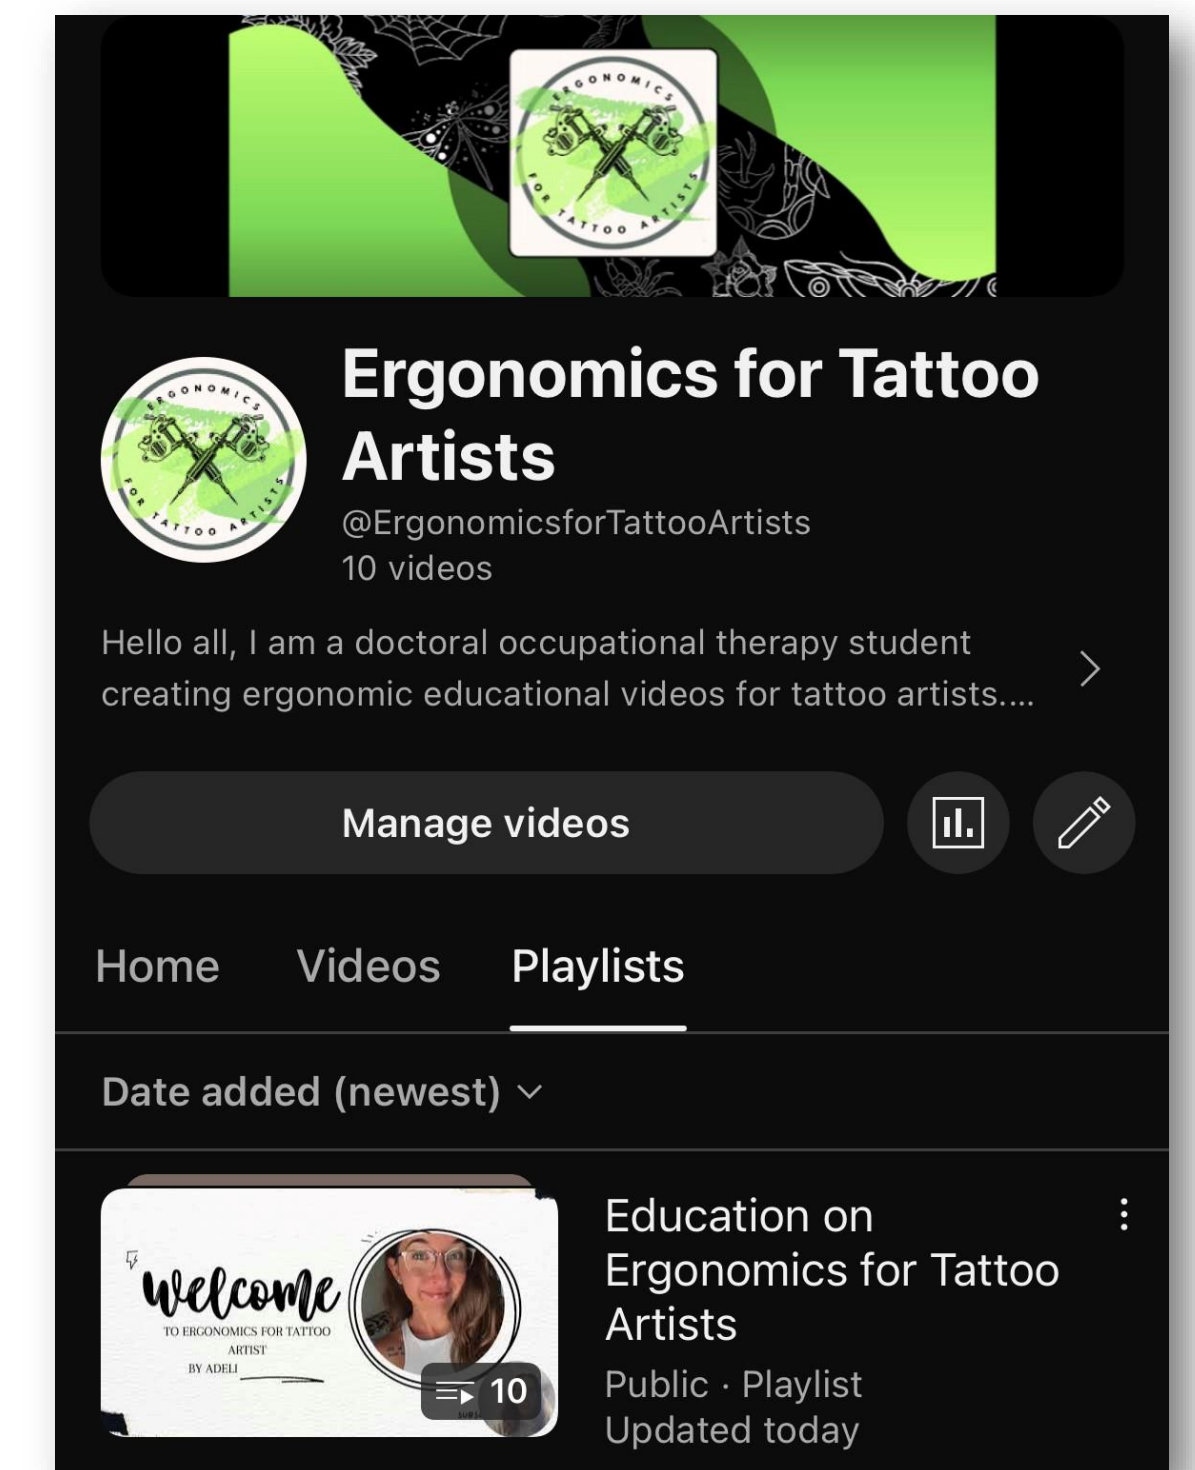 ERGONOMICS
FOR TATTOO ARTISTS
ERGONOMICS
FOR TATTOO ARTISTS
Ergonomics for Tattoo
Artists
@ErgonomicsforTattooArtists
10 videos
Hello all, I am a doctoral occupational therapy student
creating ergonomic educational videos for tattoo artists....
Manage videos
Home Videos Playlists
Date added (newest)
Welcome
TO ERGONOMICS FOR TATTOO
ARTIST
BY ADELI
10
Education on
Ergonomics for Tattoo
Artists
Public · Playlist
Updated today